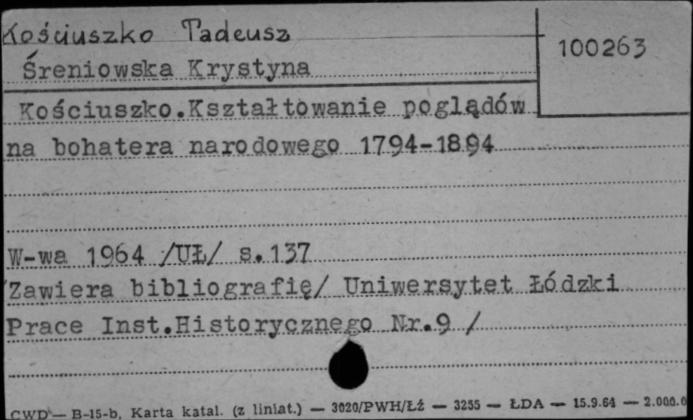 Kościuszko Tadeusz
100263
Śreniowska Krystyna
Kościuszko.Kształtowanie poglądów
na bohatera narodowego 1794-1894
W-wa 1964 /UŁ/ s.137
Zawiera bibliografię/ Uniwersytet Łódzki
Prace Inst.Historycznego Nr.9 /
CWD — B-15-b, Karta katal. (z liniat.) — 3020/PWH/ŁŹ — 3255 — ŁDA — 15.9.64 — 2.000.0